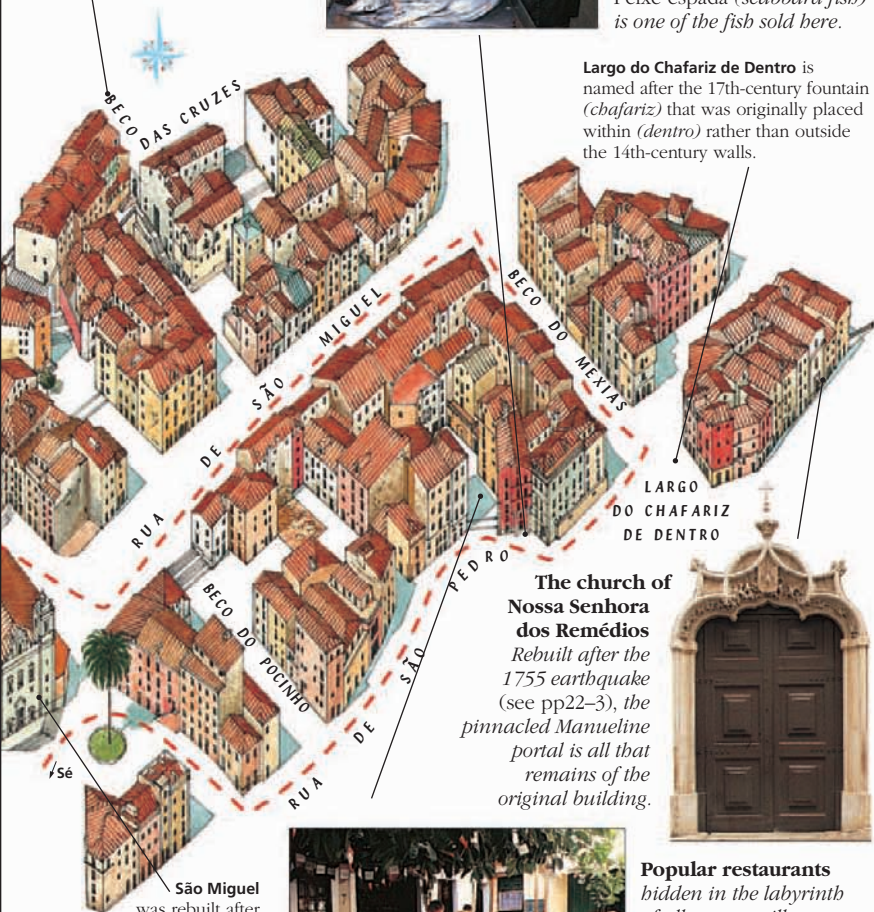 Peixe espada (scabbard fish)
is one of the fish sold here.
Largo do Chafariz de Dentro is
named after the 17th-century fountain
(chafariz) that was originally placed
within (dentro) rather than outside
the 14th-century walls.
BECO DAS CRUZES
RUA DE SÃO MIGUEL
BECO DO MEXIAS
LARGO
DO CHAFARIZ
DE DENTRO
BECO DO POCINHO
RUA DE SÃO PEDRO
The church of
Nossa Senhora
dos Remédios
Rebuilt after the
1755 earthquake
(see pp22–3), the
pinnacled Manueline
portal is all that
remains of the
original building.
Sé
São Miguel
was rebuilt after
Popular restaurants
hidden in the labyrinth